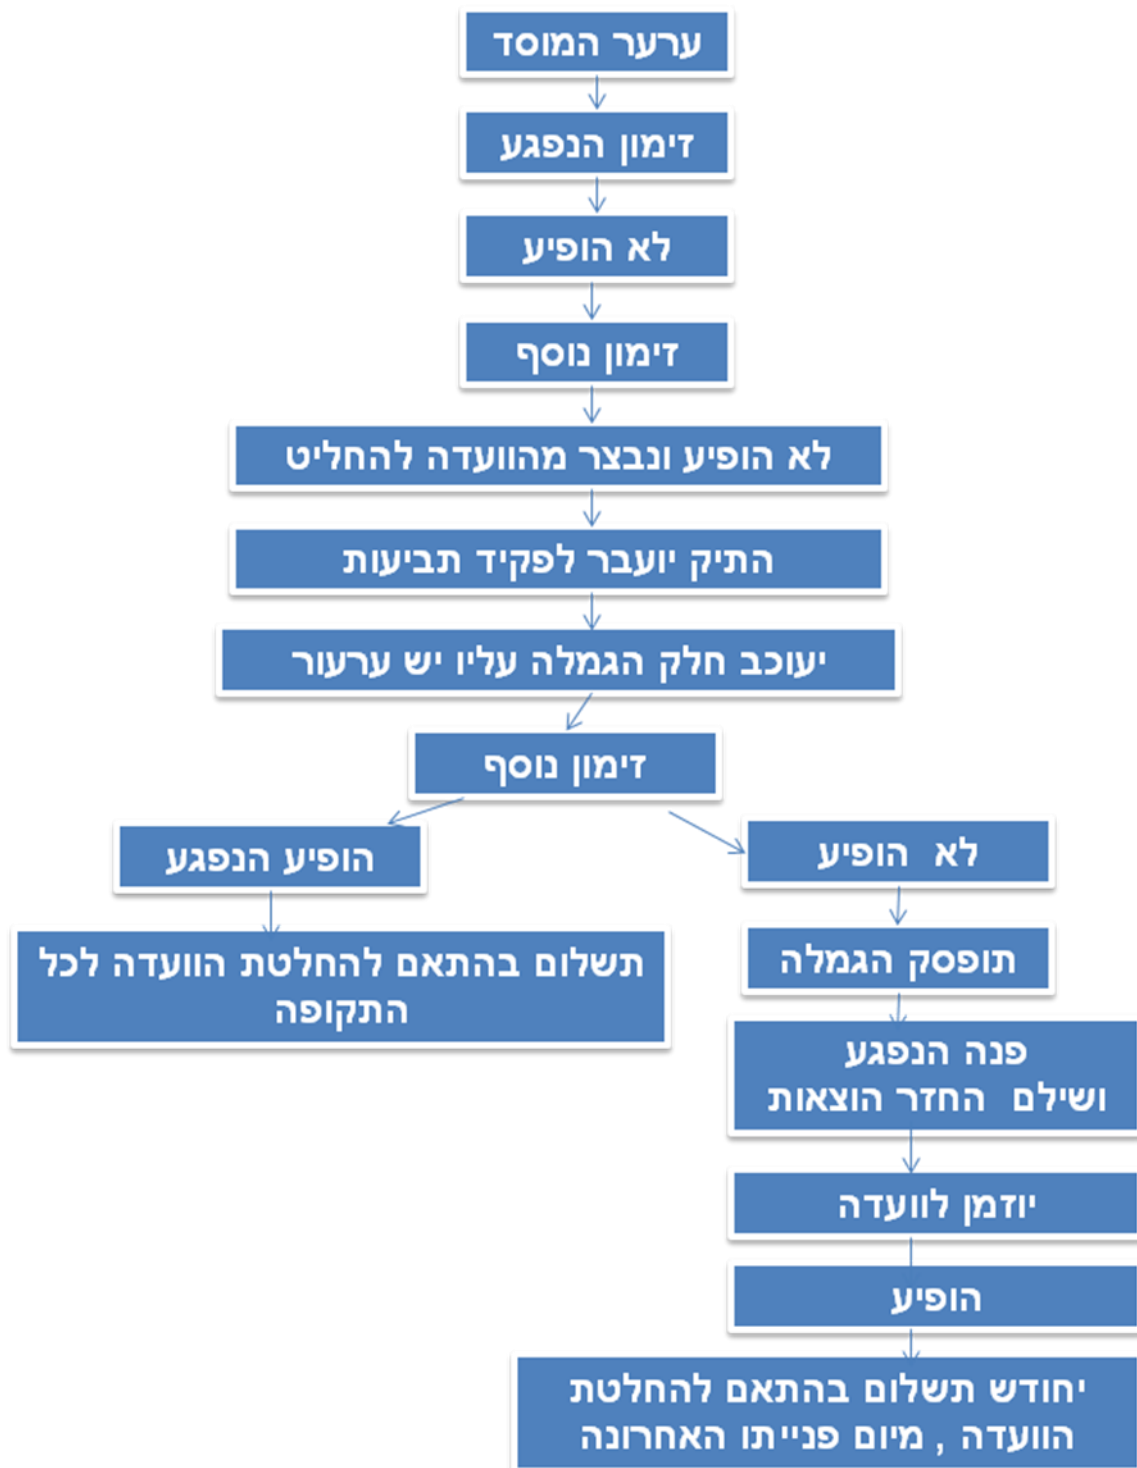 ערער המוסד
זימון הנפגע
לא הופיע
זימון נוסף
לא הופיע ונבצר מהוועדה להחליט
התיק יועבר לפקיד תביעות
יעוכב חלק הגמלה עליו יש ערעור
זימון נוסף
הופיע הנפגע
תשלום בהתאם להחלטת הוועדה לכל
התקופה
לא הופיע
תופסק הגמלה
פנה הנפגע
ושילם החזר הוצאות
יוזמן לוועדה
הופיע
יחודש תשלום בהתאם להחלטת
הוועדה , מיום פנייתו האחרונה